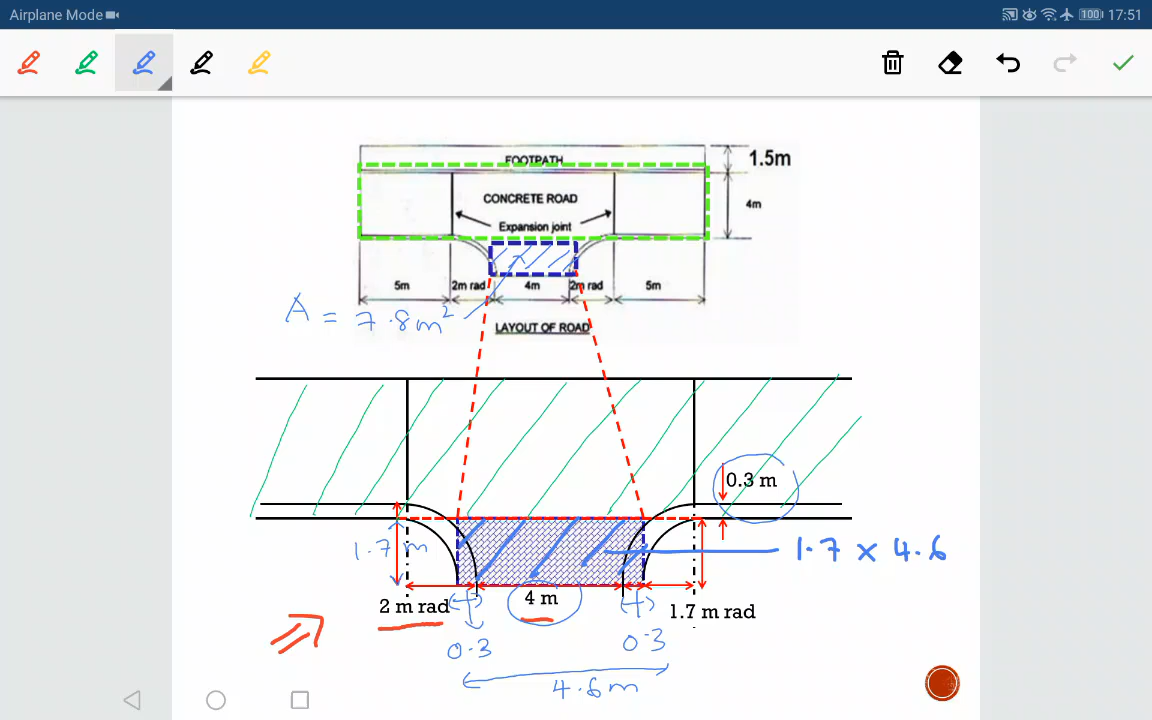 Airplane Mode
100 17:51
FOOTPATH
1.5m
CONCRETE ROAD
4m
Expansion joint
5m
2m rad
4m
2m rad
5m
A = 7.8m²
LAYOUT OF ROAD
0.3 m
1.7 m
1.7 x 4.6
2 m rad
4 m
1.7 m rad
0.3
0.3
4.6m